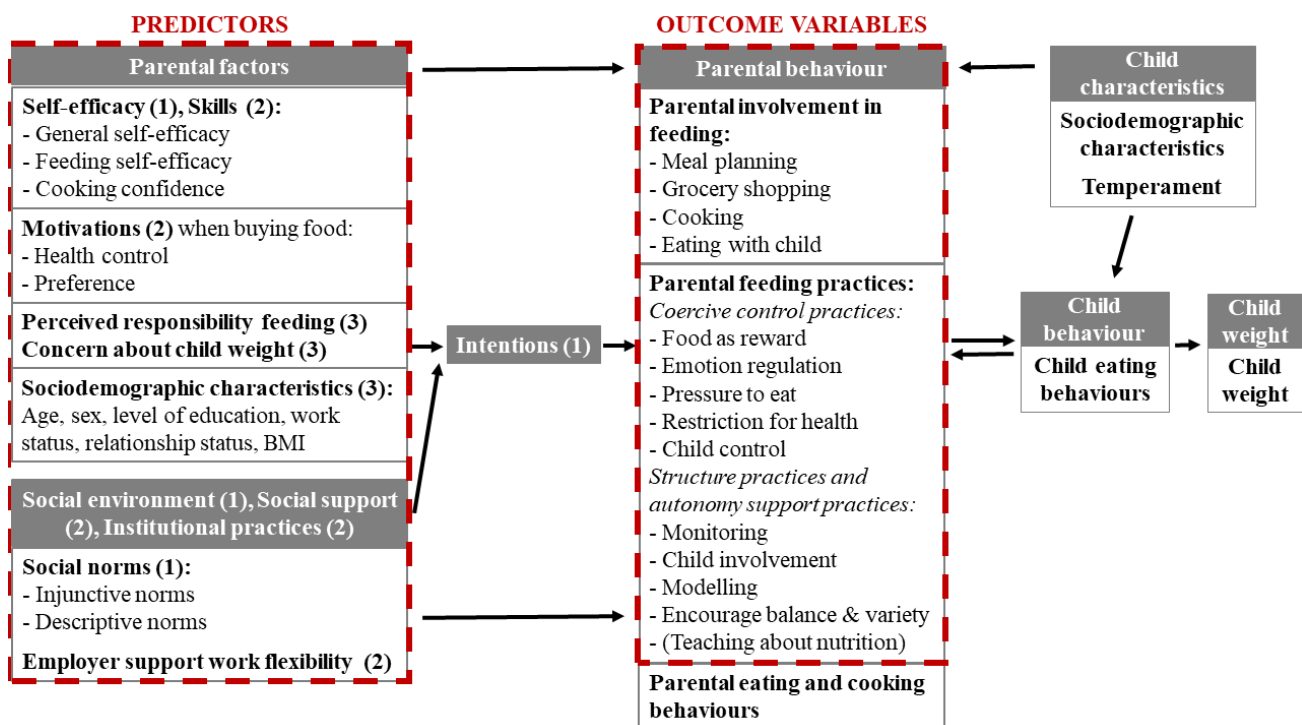 PREDICTORS
Parental factors
Self-efficacy (1), Skills (2):
- General self-efficacy
- Feeding self-efficacy
- Cooking confidence
Motivations (2) when buying food:
- Health control
- Preference
Perceived responsibility feeding (3)
Concern about child weight (3)
Sociodemographic characteristics (3):
Age, sex, level of education, work
status, relationship status, BMI
Social environment (1), Social support
(2), Institutional practices (2)
Social norms (1):
- Injunctive norms
- Descriptive norms
Employer support work flexibility (2)
Intentions (1)
OUTCOME VARIABLES
Parental behaviour
Parental involvement in
feeding:
- Meal planning
- Grocery shopping
- Cooking
- Eating with child
Parental feeding practices:
Coercive control practices:
- Food as reward
- Emotion regulation
- Pressure to eat
- Restriction for health
- Child control
Structure practices and
autonomy support practices:
- Monitoring
- Child involvement
- Modelling
- Encourage balance & variety
- (Teaching about nutrition)
Parental eating and cooking
behaviours
Child
characteristics
Sociodemographic
characteristics
Temperament
Child
behaviour
Child eating
behaviours
Child
weight
Child
weight